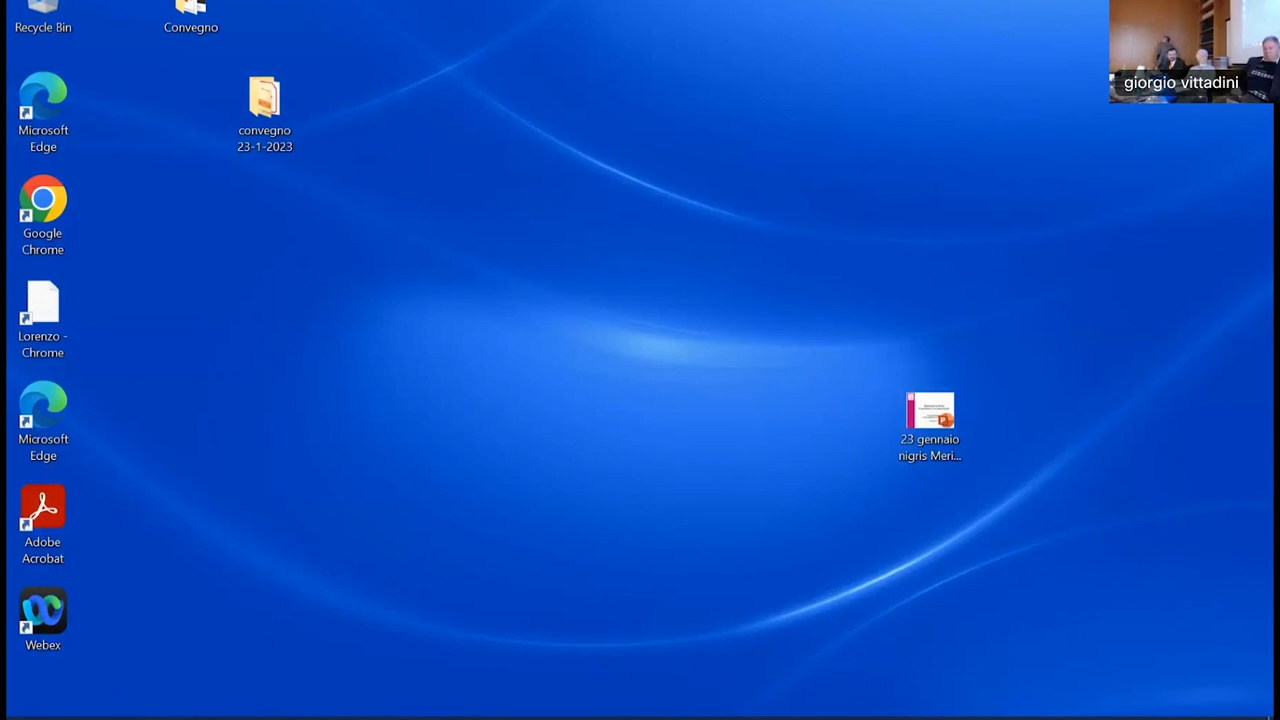 Recycle Bin
Convegno
giorgio vittadini
Microsoft
Edge
convegno
23-1-2023
Google
Chrome
Lorenzo -
Chrome
Microsoft
Edge
23 gennaio
nigris Meri...
Adobe
Acrobat
Webex